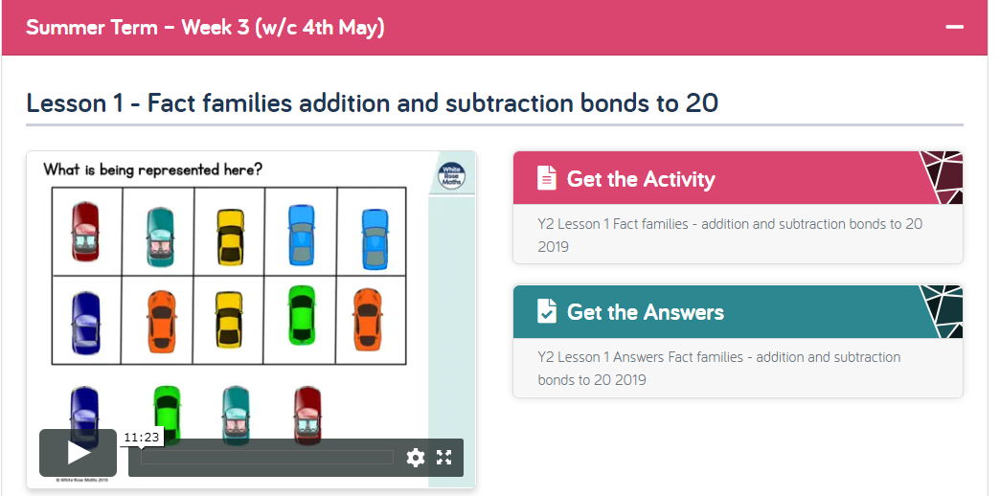 Summer Term – Week 3 (w/c 4th May)
Lesson 1 - Fact families addition and subtraction bonds to 20
What is being represented here?
White
Rose
Maths
11:23
© White Rose Maths 2019
Get the Activity
Y2 Lesson 1 Fact families - addition and subtraction bonds to 20
2019
Get the Answers
Y2 Lesson 1 Answers Fact families - addition and subtraction
bonds to 20 2019